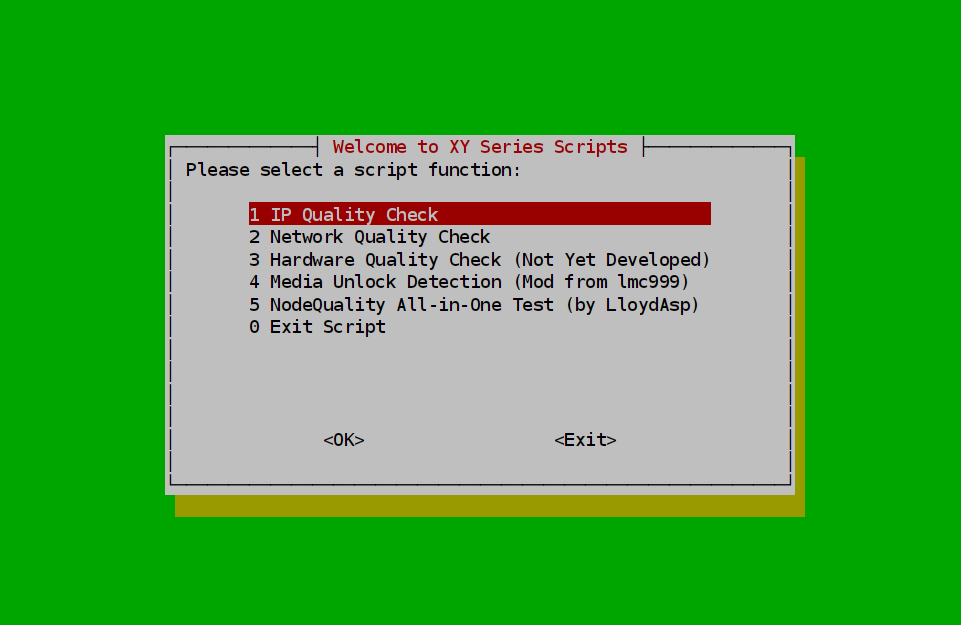 Welcome to XY Series Scripts
Please select a script function:
1 IP Quality Check
2 Network Quality Check
3 Hardware Quality Check (Not Yet Developed)
4 Media Unlock Detection (Mod from lmc999)
5 NodeQuality All-in-One Test (by LloydAsp)
0 Exit Script
<OK> <Exit>